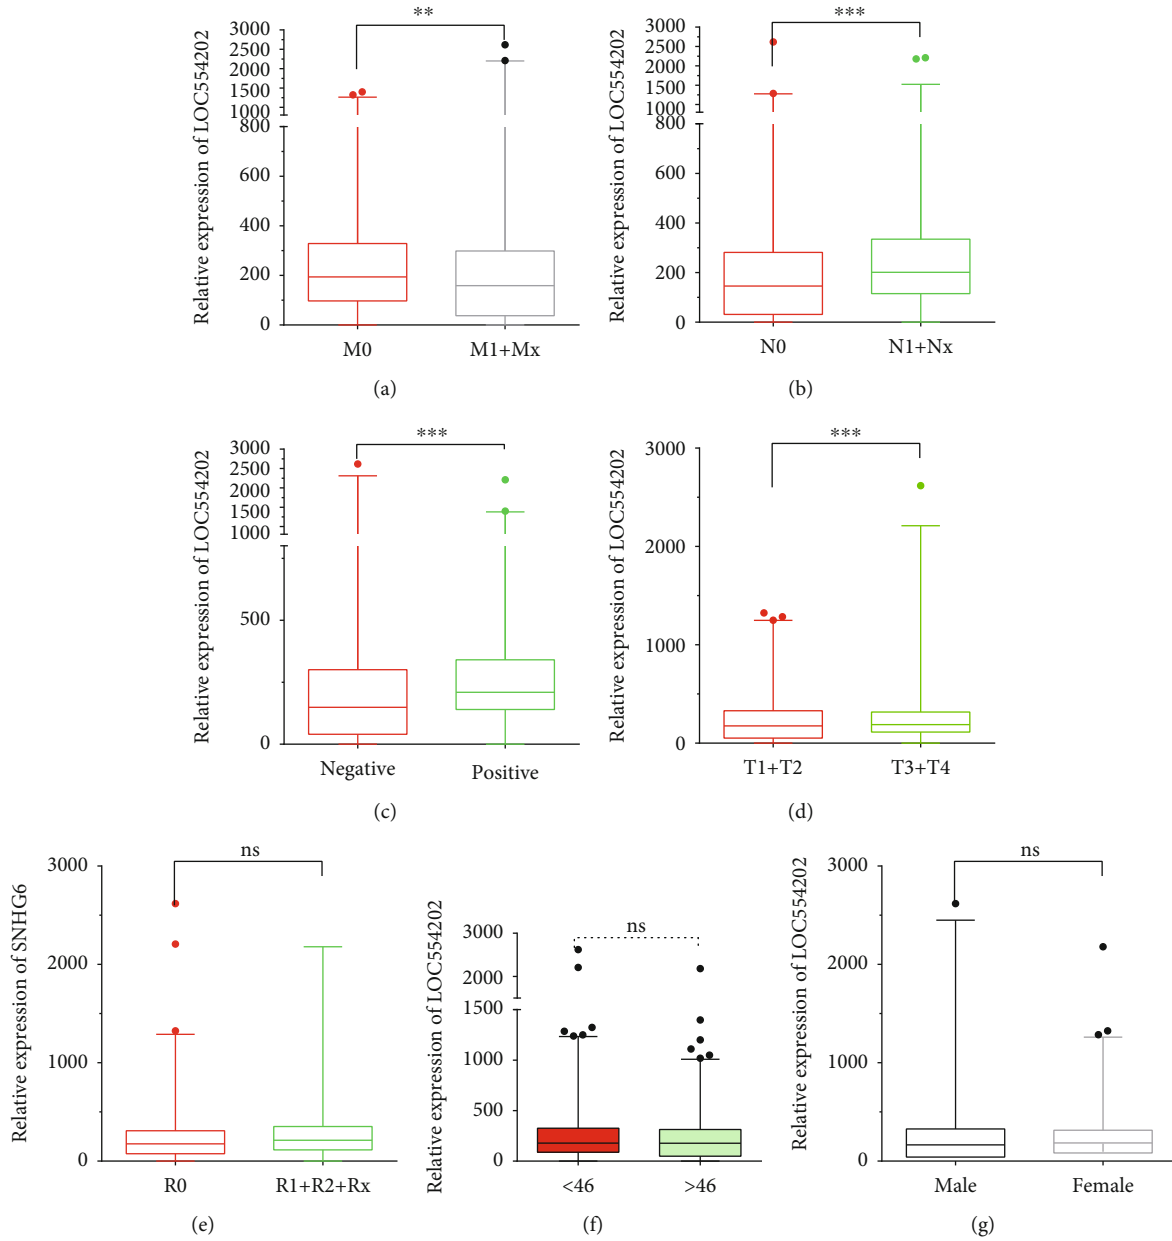 **
3000
2500
2000
1500
1000
800
600
400
200
0
Relative expression of LOC554202
M0
M1+Mx
(a)
***
3000
2500
2000
1500
1000
800
600
400
200
0
Relative expression of LOC554202
N0
N1+Nx
(b)
***
3000
2500
2000
1500
1000
500
0
Relative expression of LOC554202
Negative
Positive
(c)
***
3000
2000
1000
0
Relative expression of LOC554202
T1+T2
T3+T4
(d)
ns
3000
2000
1000
0
Relative expression of SNHG6
R0
R1+R2+Rx
(e)
ns
3000
2000
1500
1000
500
0
Relative expression of LOC554202
<46
>46
(f)
ns
3000
2000
1000
0
Relative expression of LOC554202
Male
Female
(g)